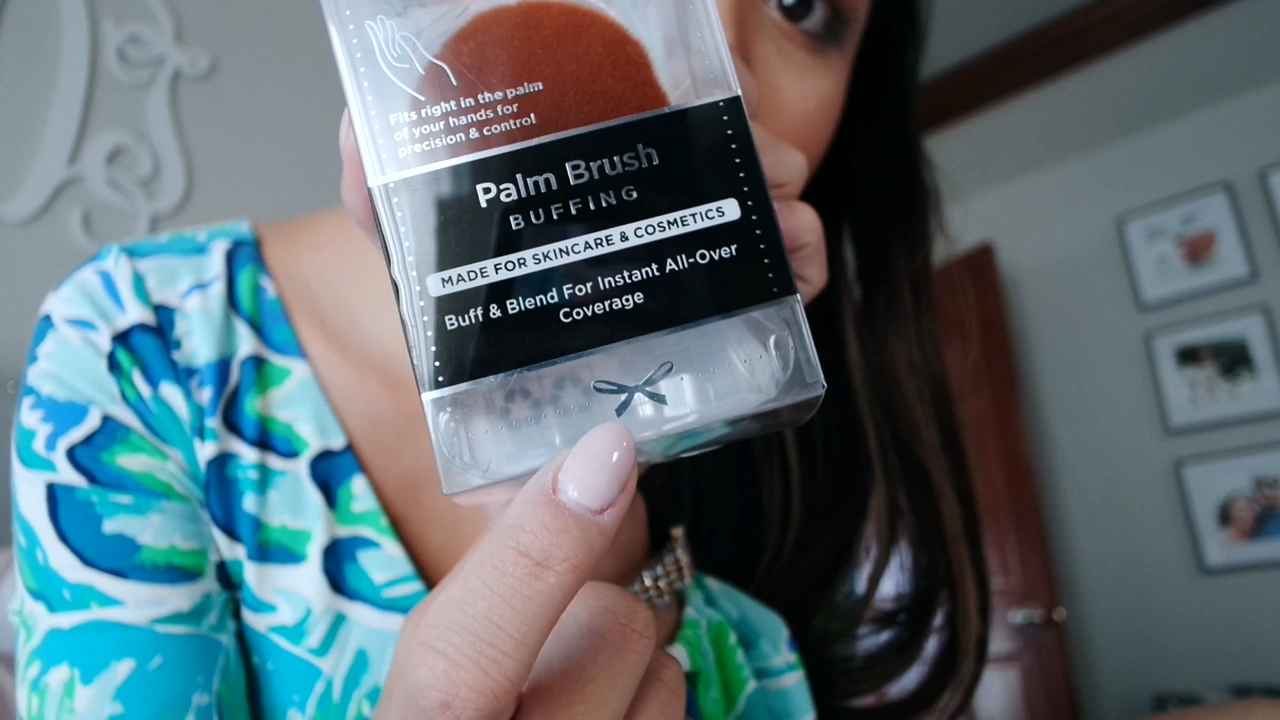 Fits right in the palm
of your hands for
precision & control
Palm Brush
BUFFING
MADE FOR SKINCARE & COSMETICS
Buff & Blend For Instant All-Over
Coverage